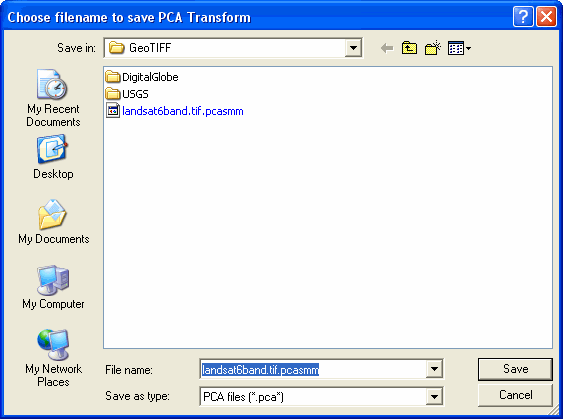 Choose filename to save PCA Transform
Save in: GeoTIFF
DigitalGlobe
USGS
landsat6band.tif.pcasmm
My Recent
Documents
Desktop
My Documents
My Computer
My Network
Places
File name: landsat6band.tif.pcasmm Save
Save as type: PCA files (*.pca*) Cancel